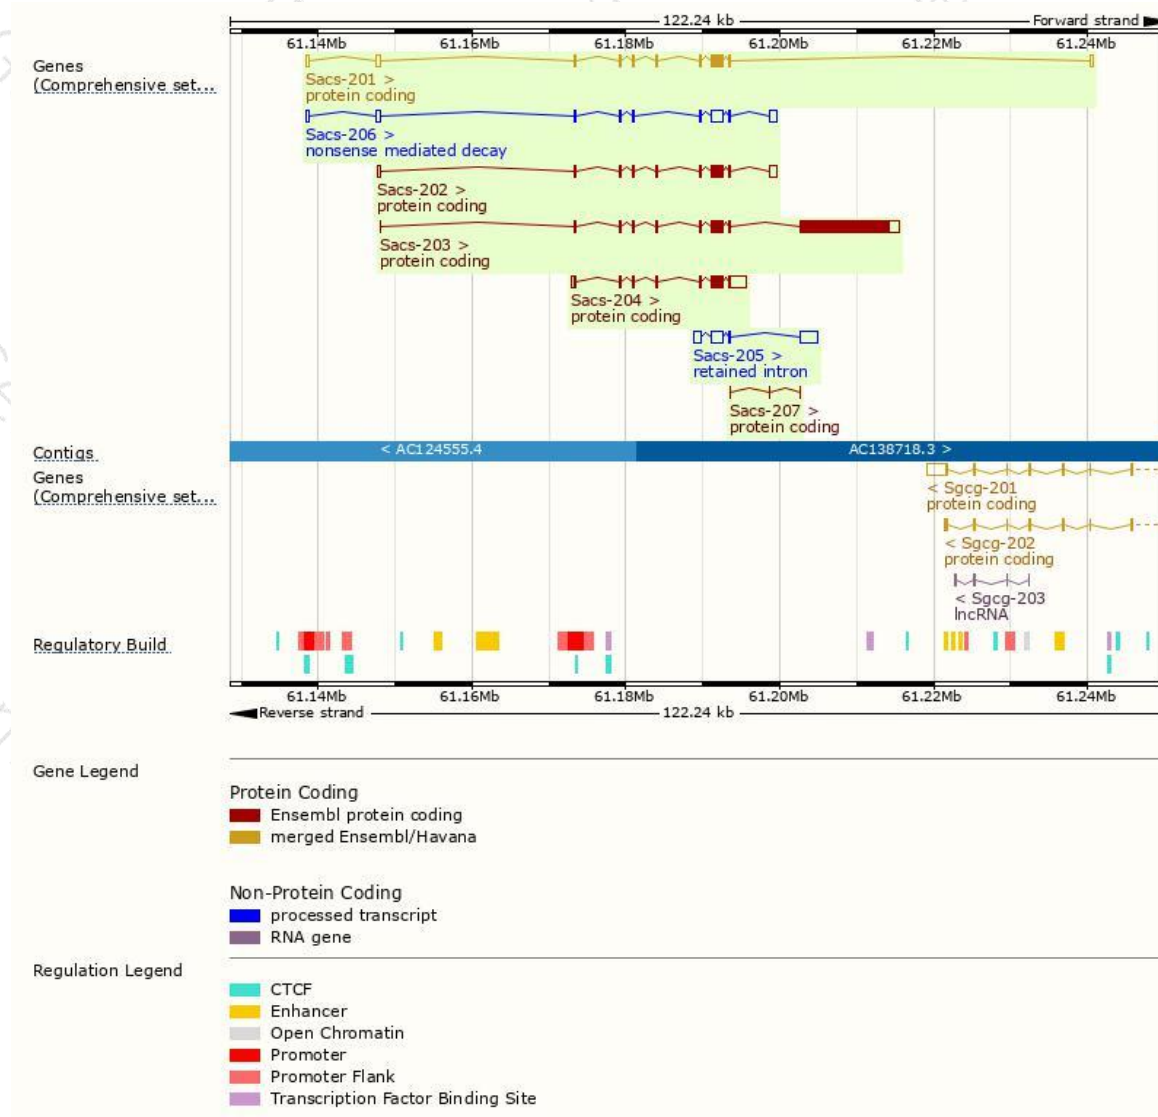 122.24 kb Forward strand
61.14Mb 61.16Mb 61.18Mb 61.20Mb 61.22Mb 61.24Mb
Genes
(Comprehensive set...
Sacs-201 >
protein coding
Sacs-206 >
nonsense mediated decay
Sacs-202 >
protein coding
Sacs-203 >
protein coding
Sacs-204 >
protein coding
Sacs-205 >
retained intron
Sacs-207 >
protein coding
Contigs < AC124555.4 AC138718.3 >
Genes
(Comprehensive set...
< Sgcg-201
protein coding
< Sgcg-202
protein coding
< Sgcg-203
lncRNA
Regulatory Build
61.14Mb 61.16Mb 61.18Mb 61.20Mb 61.22Mb 61.24Mb
Reverse strand 122.24 kb
Gene Legend
Protein Coding
Ensembl protein coding
merged Ensembl/Havana
Non-Protein Coding
processed transcript
RNA gene
Regulation Legend
CTCF
Enhancer
Open Chromatin
Promoter
Promoter Flank
Transcription Factor Binding Site